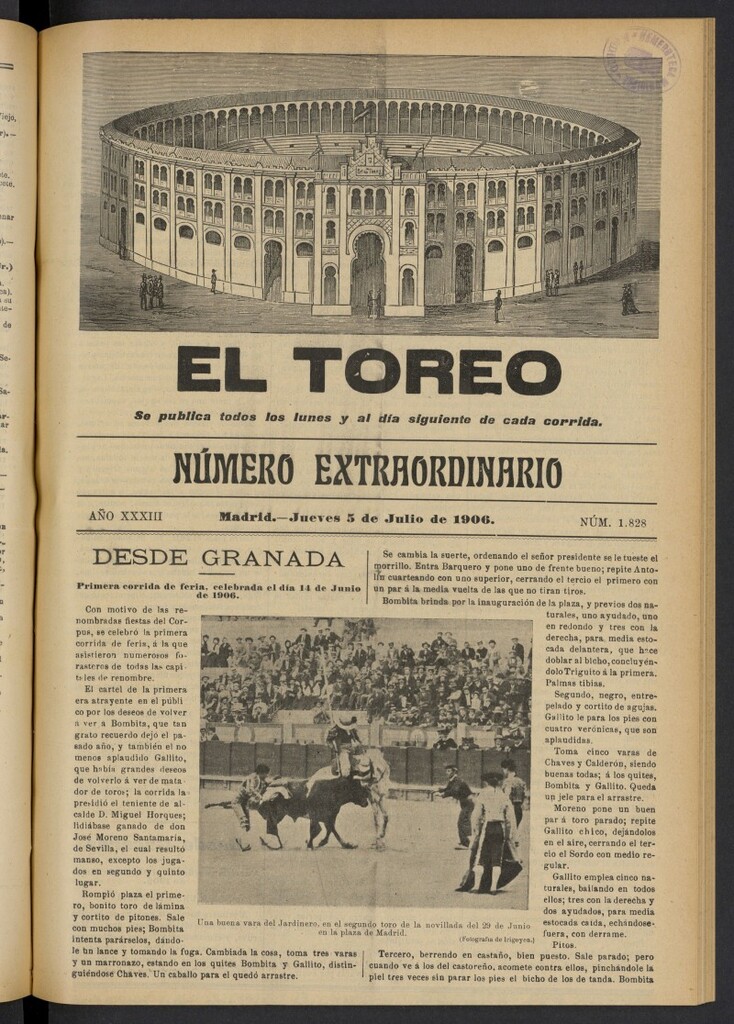 EL TOREO
Se publica todos los lunes y al día siguiente de cada corrida.
NÚMERO EXTRAORDINARIO
AÑO XXXIII
Madrid.—Jueves 5 de Julio de 1906.
NÚM. 1.828
DESDE GRANADA
Primera corrida de feria, celebrada el día 14 de Junio
de 1906.
Con motivo de las re-
nombradas fiestas del Cor-
pus, se celebró la primera
corrida de feria, á la que
asistieron numerosos fo-
rasteros de todas las capi-
tales de renombre.
El cartel de la primera
era atrayente en el públi
co por los deseos de volver
a ver a Bombita, que tan
grato recuerdo dejó el pa-
sado año, y también el no
menos aplaudido Gallito,
que había grandes deseos
de volverlo á ver de mata
dor de toros; la corrida la
presidió el teniente de al-
calde D. Miguel Horques;
lidiábase ganado de don
José Moreno Santamaría,
de Sevilla, el cual resultó
manso, excepto los juga-
dos en segundo y quinto
lugar.
Rompió plaza el prime-
ro, bonito toro de lámina
y cortito de pitones. Sale
con muchos pies; Bombita
intenta parárselos, dándo-
le un lance y tomando la fuga. Cambiada la cosa, toma tres varas
y un marronazo, estando en los quites Bombita y Gallito, distin-
guiéndose Chaves. Un caballo para el quedó arrastre.
Una buena vara del Jardinero, en el segundo toro de la novillada del 29 de Junio
en la plaza de Madrid.
(Fotografía de Irigoyen.)
Se cambia la suerte, ordenando el señor presidente se le tueste el
morrillo. Entra Barquero y pone uno de frente bueno; repite Anto-
lín cuarteando con uno superior, cerrando el tercio el primero con
un par á la media vuelta de las que no tiran tiros.
Bombita brinda por la inauguración de la plaza, y previos dos na-
turales, uno ayudado, uno
en redondo y tres con la
derecha, para media esto-
cada delantera, que hace
doblar al bicho, concluyén-
dolo Triguito á la primera.
Palmas tibias.
Segundo, negro, entre-
pelado y cortito de agujas.
Gallito le para los pies con
cuatro verónicas, que son
aplaudidas.
Toma cinco varas de
Chaves y Calderón, siendo
buenas todas; á los quites,
Bombita y Gallito. Queda
un jele para el arrastre.
Moreno pone un buen
par á toro parado; repite
Gallito chico, dejándolos
en el aire, cerrando el ter-
cio el Sordo con medio re-
gular.
Gallito emplea cinco na-
turales, bailando en todos
ellos; tres con la derecha y
dos ayudados, para media
estocada caída, echándose-
fuera, con derrame.
Pitos.
Tercero, berrendo en castaño, bien puesto. Sale parado; pero
cuando ve á los del castoreño, acomete contra ellos, pinchándole la
piel tres veces sin parar los pies el bicho de los de tanda. Bombita